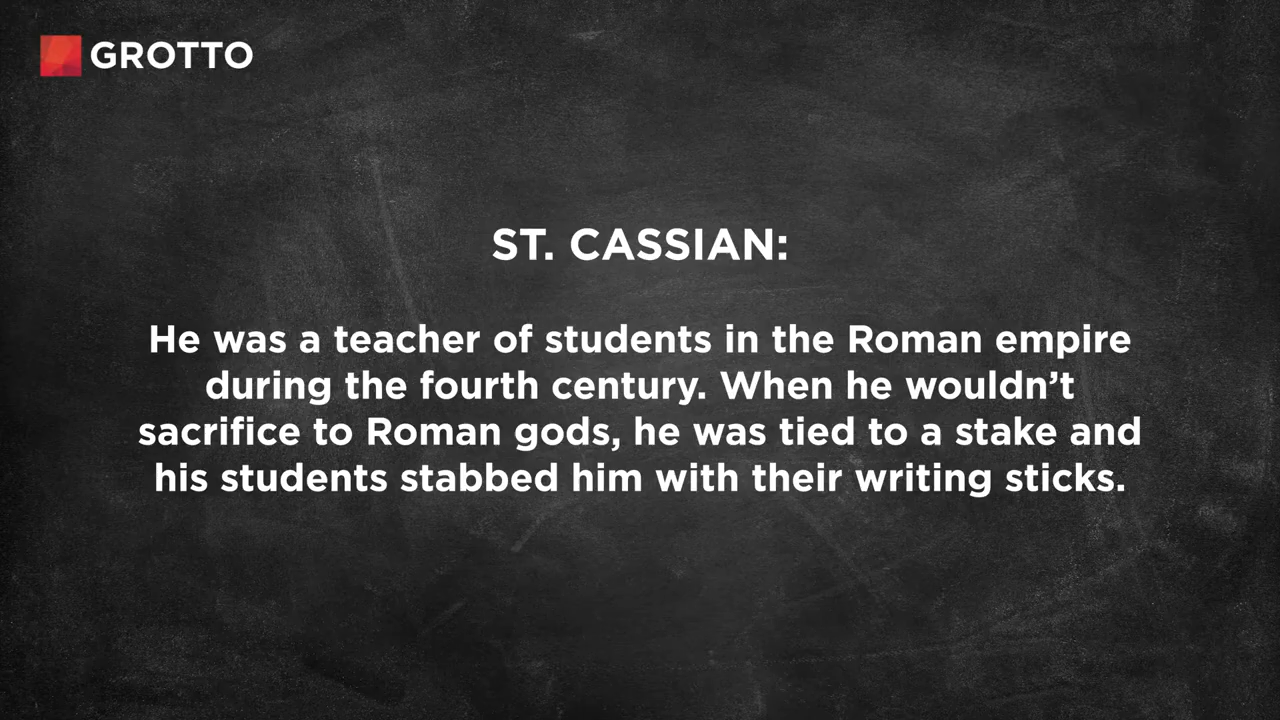 GROTTO
ST. CASSIAN:
He was a teacher of students in the Roman empire
during the fourth century. When he wouldn’t
sacrifice to Roman gods, he was tied to a stake and
his students stabbed him with their writing sticks.